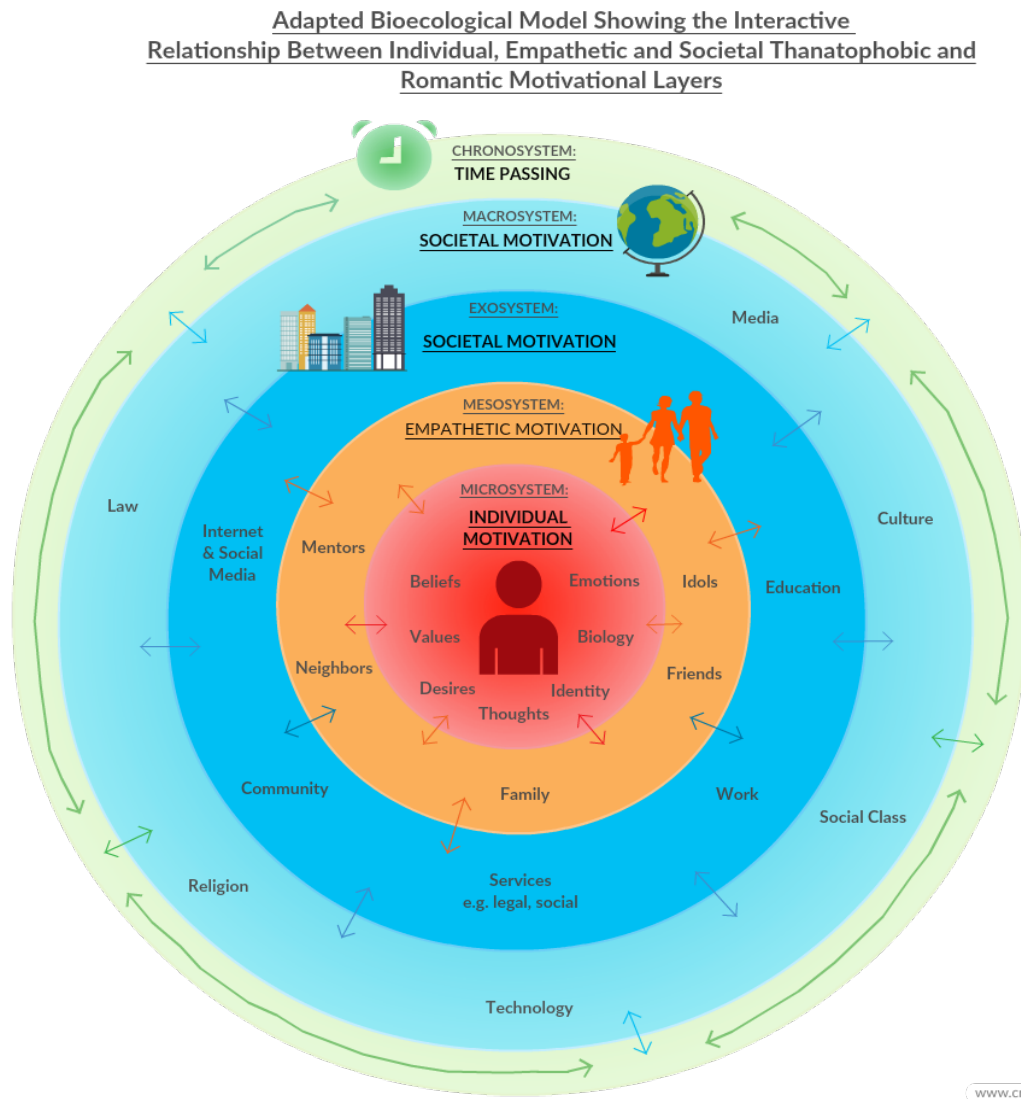 Adapted Bioecological Model Showing the Interactive
Relationship Between Individual, Empathetic and Societal Thanatophobic and
Romantic Motivational Layers
CHRONOSYSTEM:
TIME PASSING
MACROSYSTEM:
SOCIETAL MOTIVATION
Media
EXOSYSTEM:
SOCIETAL MOTIVATION
MESOSYSTEM:
EMPATHETIC MOTIVATION
MICROSYSTEM:
INDIVIDUAL
MOTIVATION
Law
Culture
Internet
& Social
Media
Mentors
Beliefs
Emotions
Idols
Education
Values
Biology
Neighbors
Friends
Desires
Identity
Thoughts
Community
Family
Work
Social Class
Religion
Services
e.g. legal, social
Technology